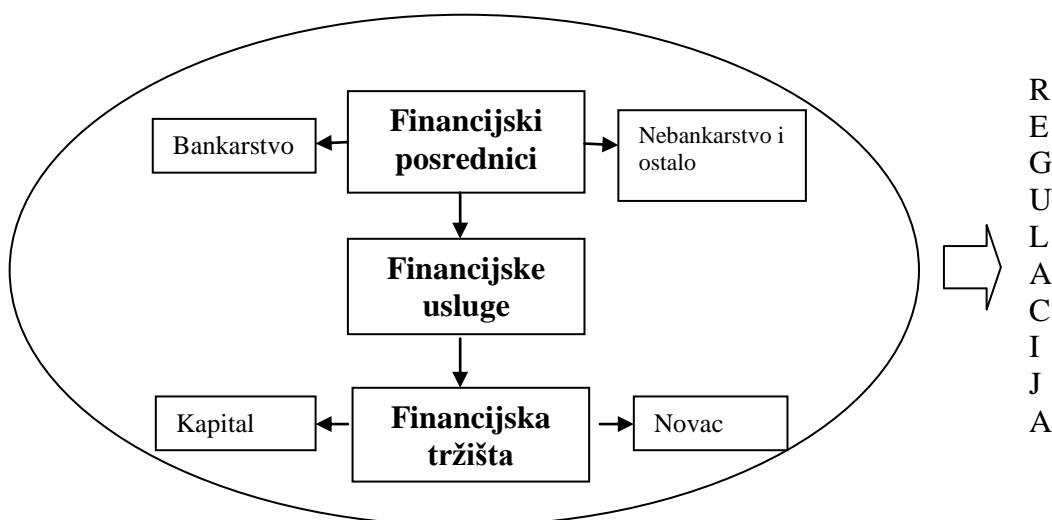 Financijski
posrednici
Bankarstvo
Nebankarstvo i
ostalo
Financijske
usluge
Financijska
tržišta
Kapital
Novac
R
E
G
U
L
A
C
I
J
A